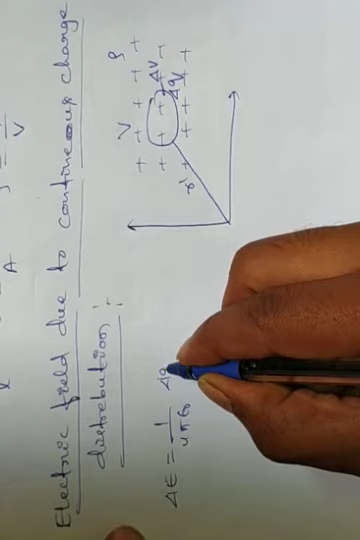 λ A V
Electric field due to continuous charge
distribution :
+ + + + +
V + + + + Δv +
ρ + + + + Δq +
r'
ΔE = 1/4πε₀ Δq